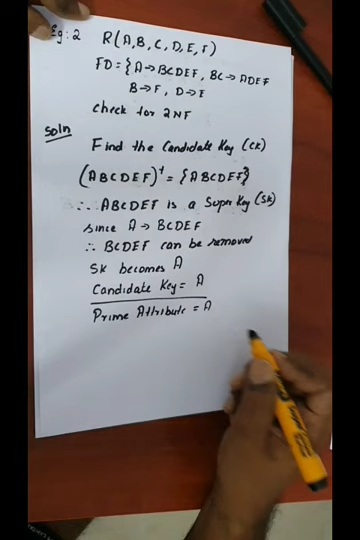 Eg: 2 R(A,B,C,D,E,F)
FD = {A → BCDEF, BC → ADEF
B → F, D → E
Check for 2NF
Soln
Find the Candidate Key (CK)
(ABCDEF)⁺ = {ABCDEF}
∴ ABCDEF is a Super Key (SK)
since A → BCDEF
∴ BCDEF can be removed
SK becomes A
Candidate Key = A
Prime Attribute = A